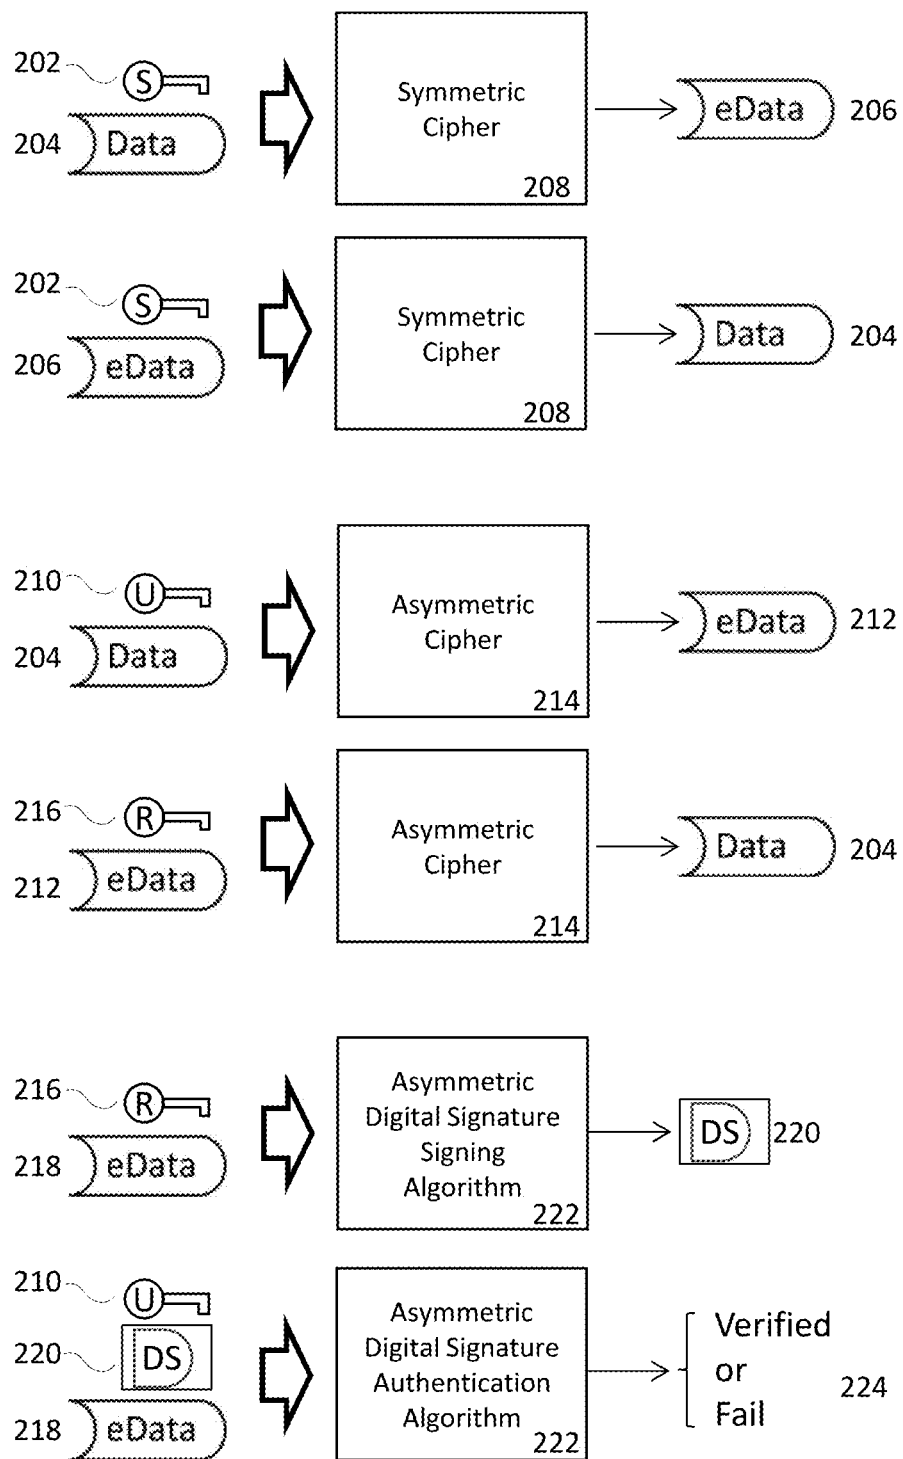 202
S
204
Data
Symmetric
Cipher
208
eData
206
202
S
206
eData
Symmetric
Cipher
208
Data
204
210
U
204
Data
Asymmetric
Cipher
214
eData
212
216
R
212
eData
Asymmetric
Cipher
214
Data
204
216
R
218
eData
Asymmetric
Digital Signature
Signing
Algorithm
222
DS
220
210
U
220
DS
218
eData
Asymmetric
Digital Signature
Authentication
Algorithm
222
Verified
or
Fail
224